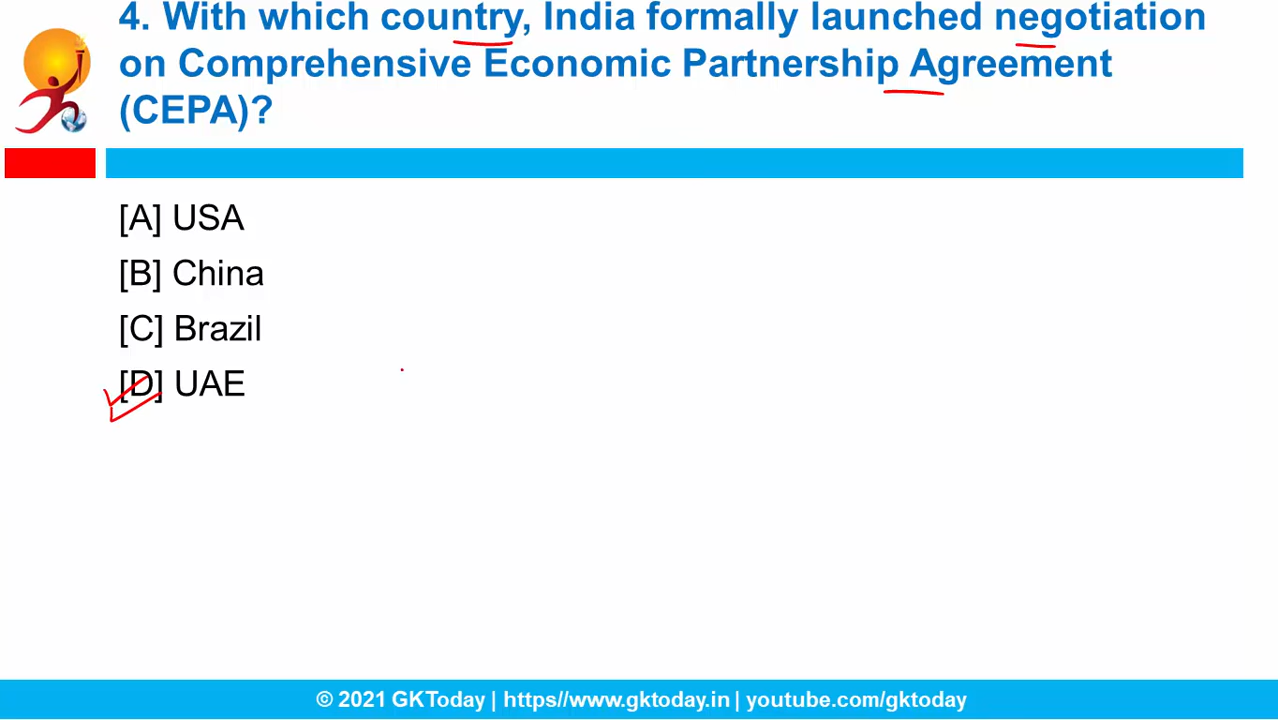 4. With which country, India formally launched negotiation
on Comprehensive Economic Partnership Agreement
(CEPA)?
[A] USA
[B] China
[C] Brazil
[D] UAE
© 2021 GKToday | https//www.gktoday.in | youtube.com/gktoday